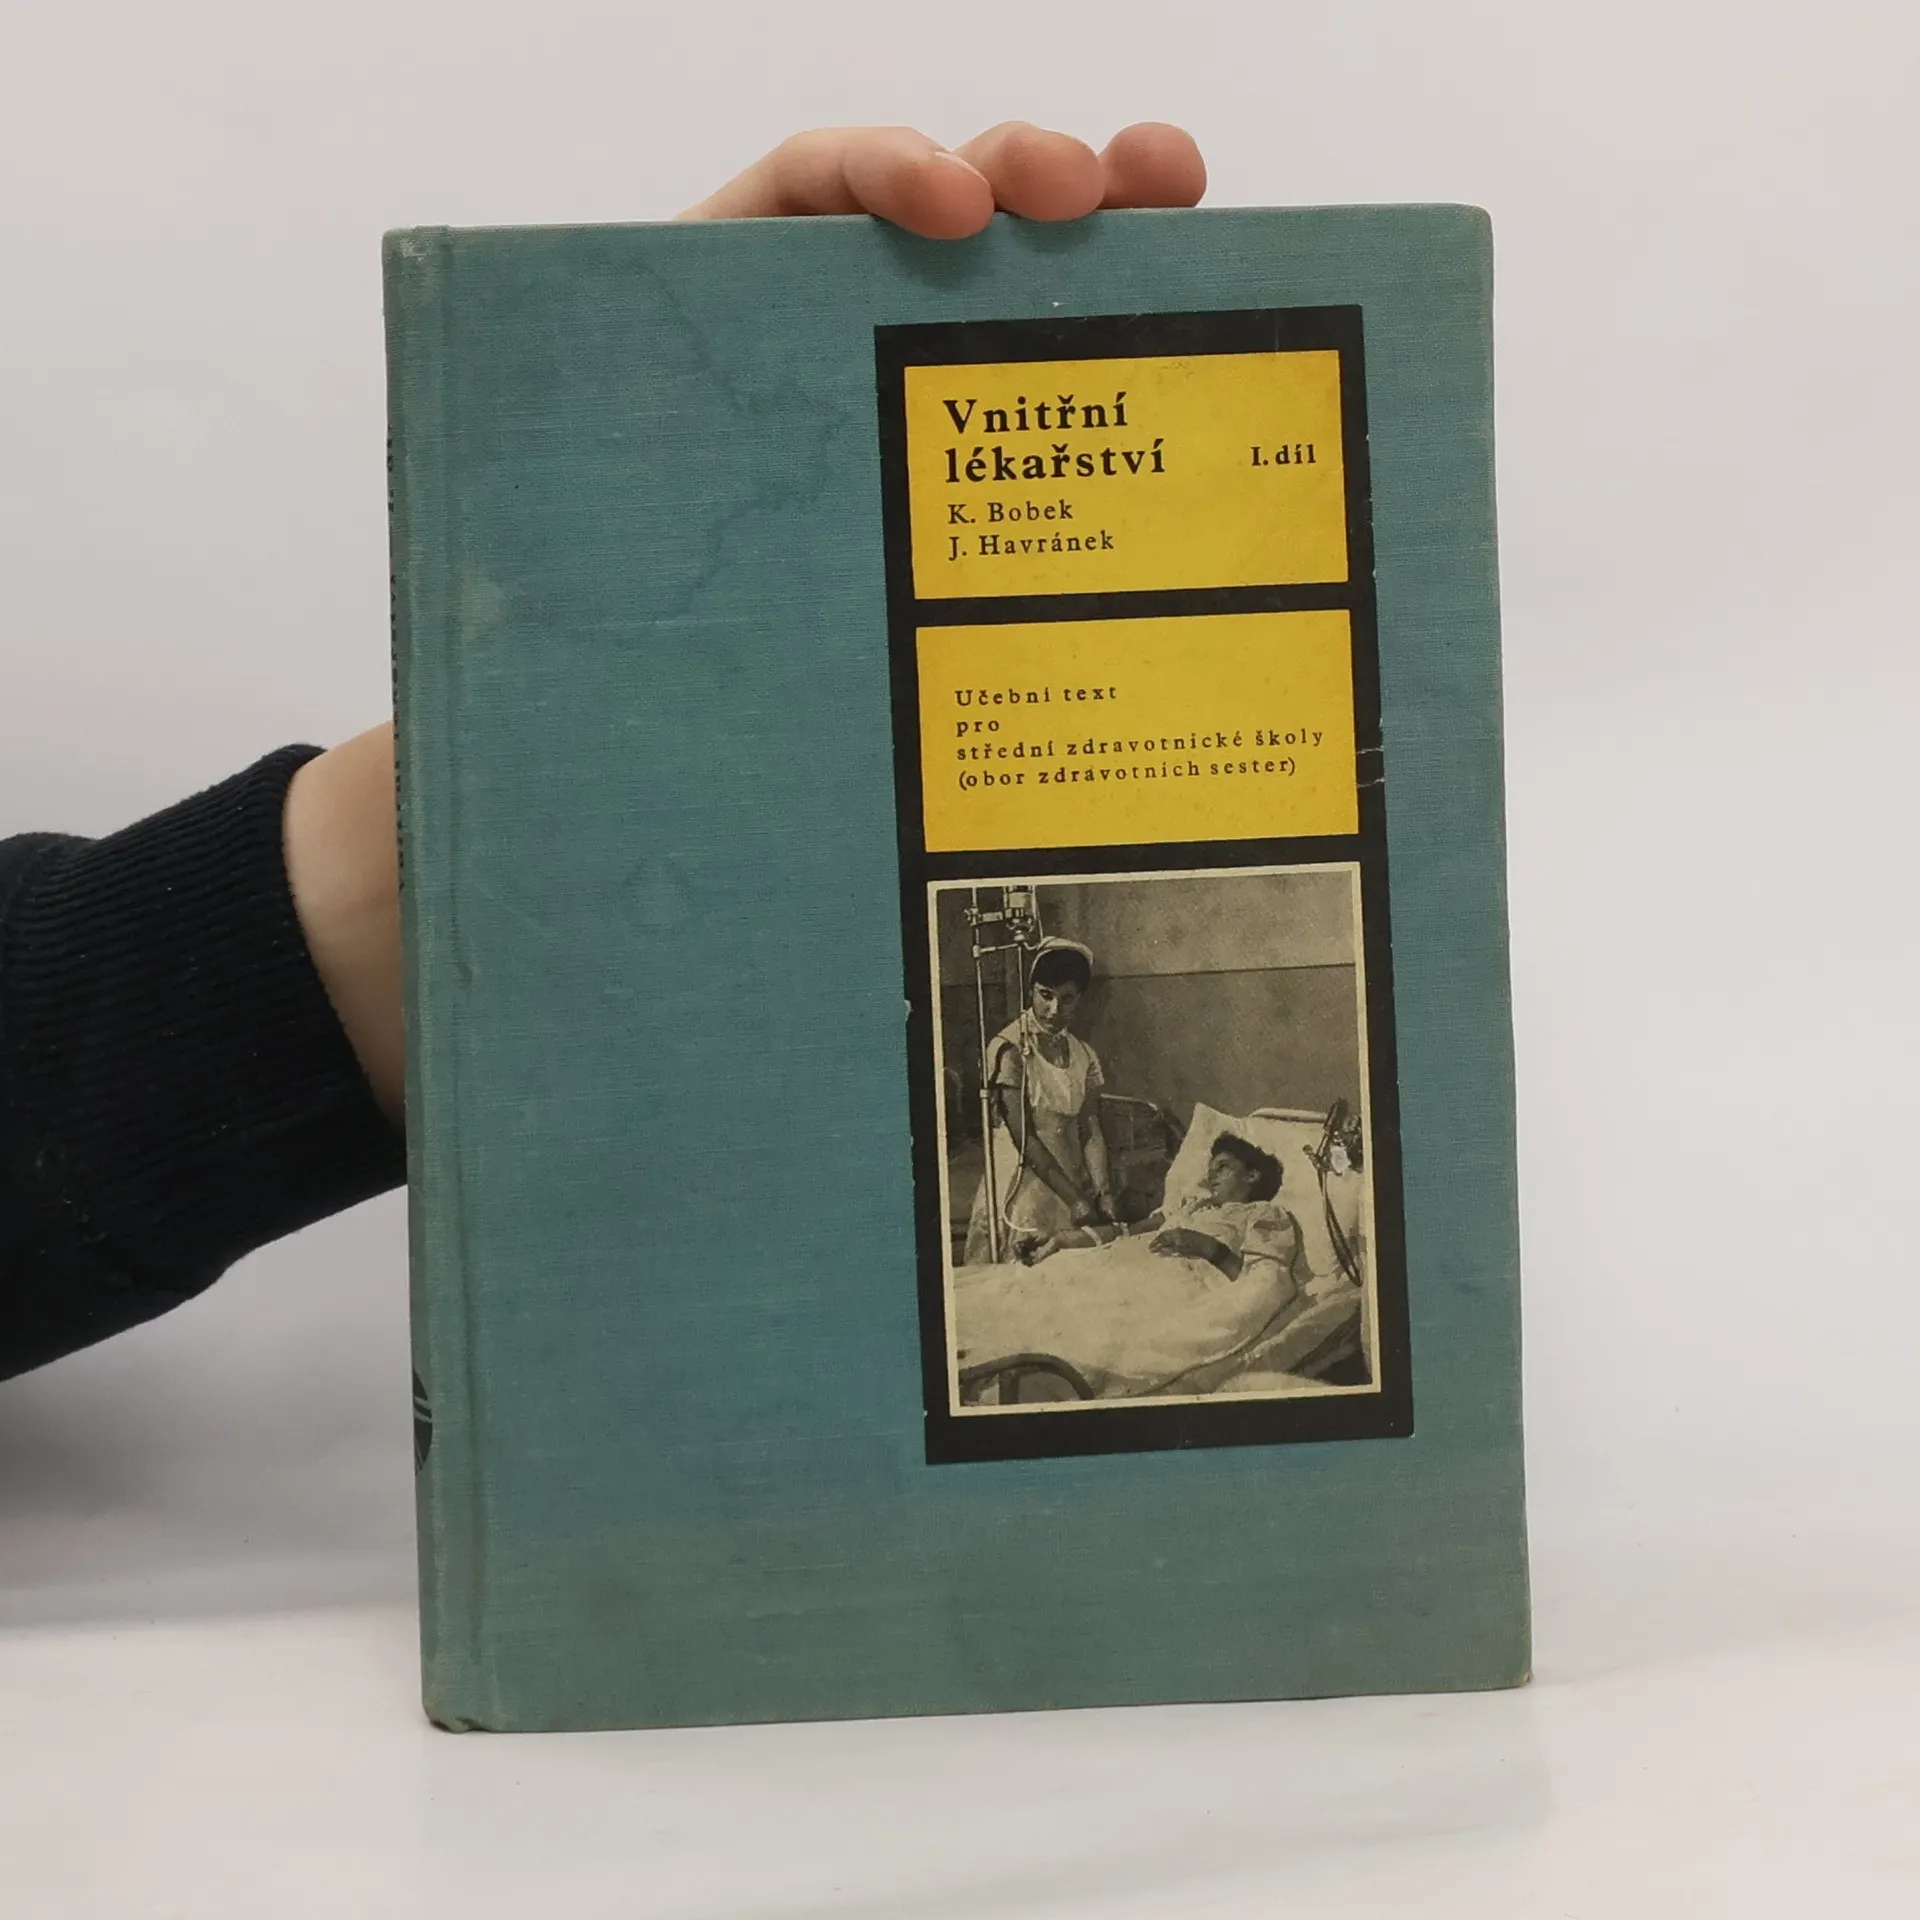 Vnitřní
lékařství I. díl
K. Bobek
J. Havránek
Učební text
pro
střední zdravotnické školy
(obor zdravotních sester)